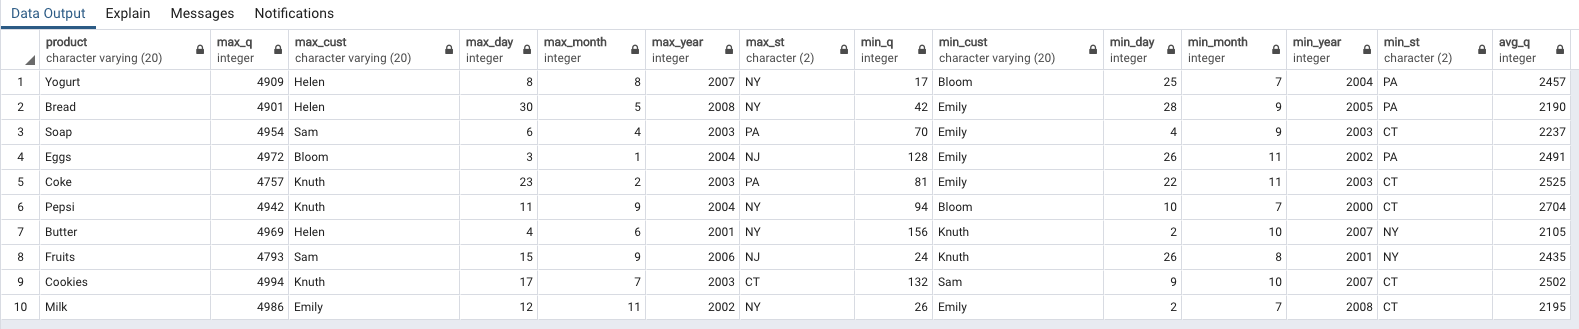 Data Output Explain Messages Notifications
product max_q max_cust max_day max_month max_year max_st min_q min_cust min_day min_month min_year min_st avg_q
character varying (20) integer character varying (20) integer integer integer character (2) integer character varying (20) integer integer integer character (2) integer
1 Yogurt 4909 Helen 8 8 2007 NY 17 Bloom 25 7 2004 PA 2457
2 Bread 4901 Helen 30 5 2008 NY 42 Emily 28 9 2005 PA 2190
3 Soap 4954 Sam 6 4 2003 PA 70 Emily 4 9 2003 CT 2237
4 Eggs 4972 Bloom 3 1 2004 NJ 128 Emily 26 11 2002 PA 2491
5 Coke 4757 Knuth 23 2 2003 PA 81 Emily 22 11 2003 CT 2525
6 Pepsi 4942 Knuth 11 9 2004 NY 94 Bloom 10 7 2000 CT 2704
7 Butter 4969 Helen 4 6 2001 NY 156 Knuth 2 10 2007 NY 2105
8 Fruits 4793 Sam 15 9 2006 NJ 24 Knuth 26 8 2001 NY 2435
9 Cookies 4994 Knuth 17 7 2003 CT 132 Sam 9 10 2007 CT 2502
10 Milk 4986 Emily 12 11 2002 NY 26 Emily 2 7 2008 CT 2195